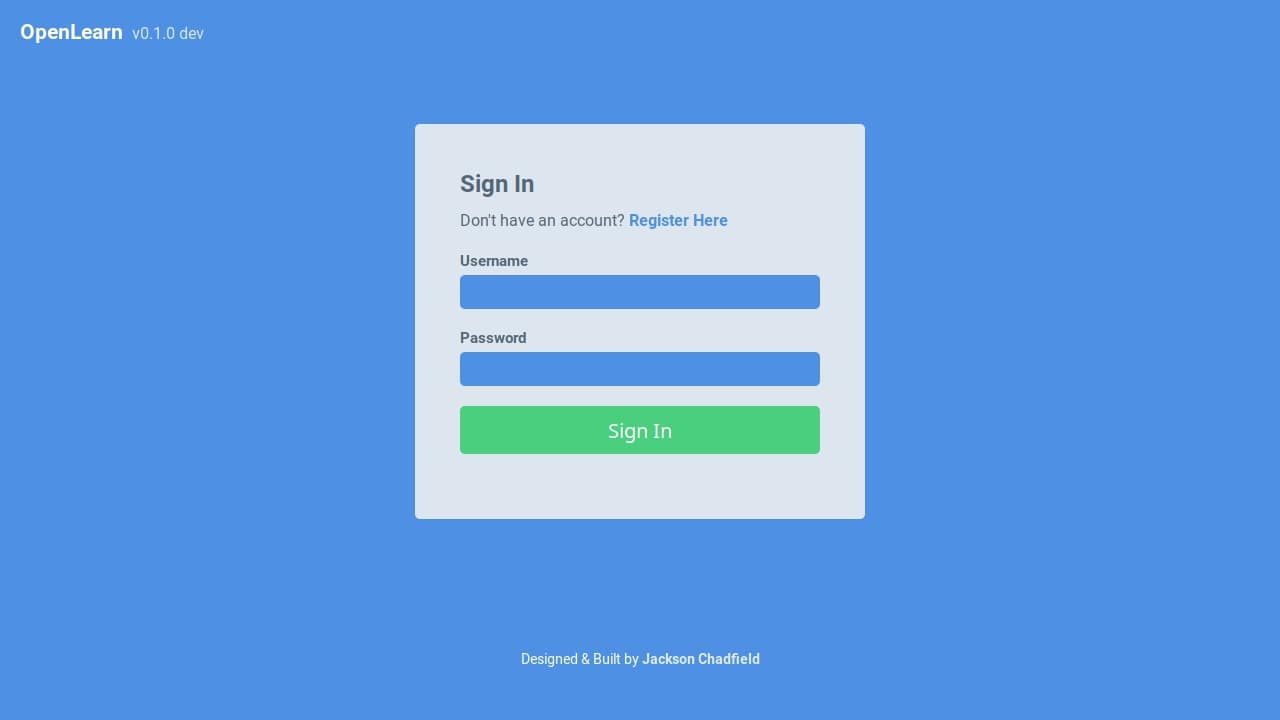 OpenLearn v0.1.0 dev
Sign In
Don't have an account? Register Here
Username
Password
Sign In
Designed & Built by Jackson Chadfield